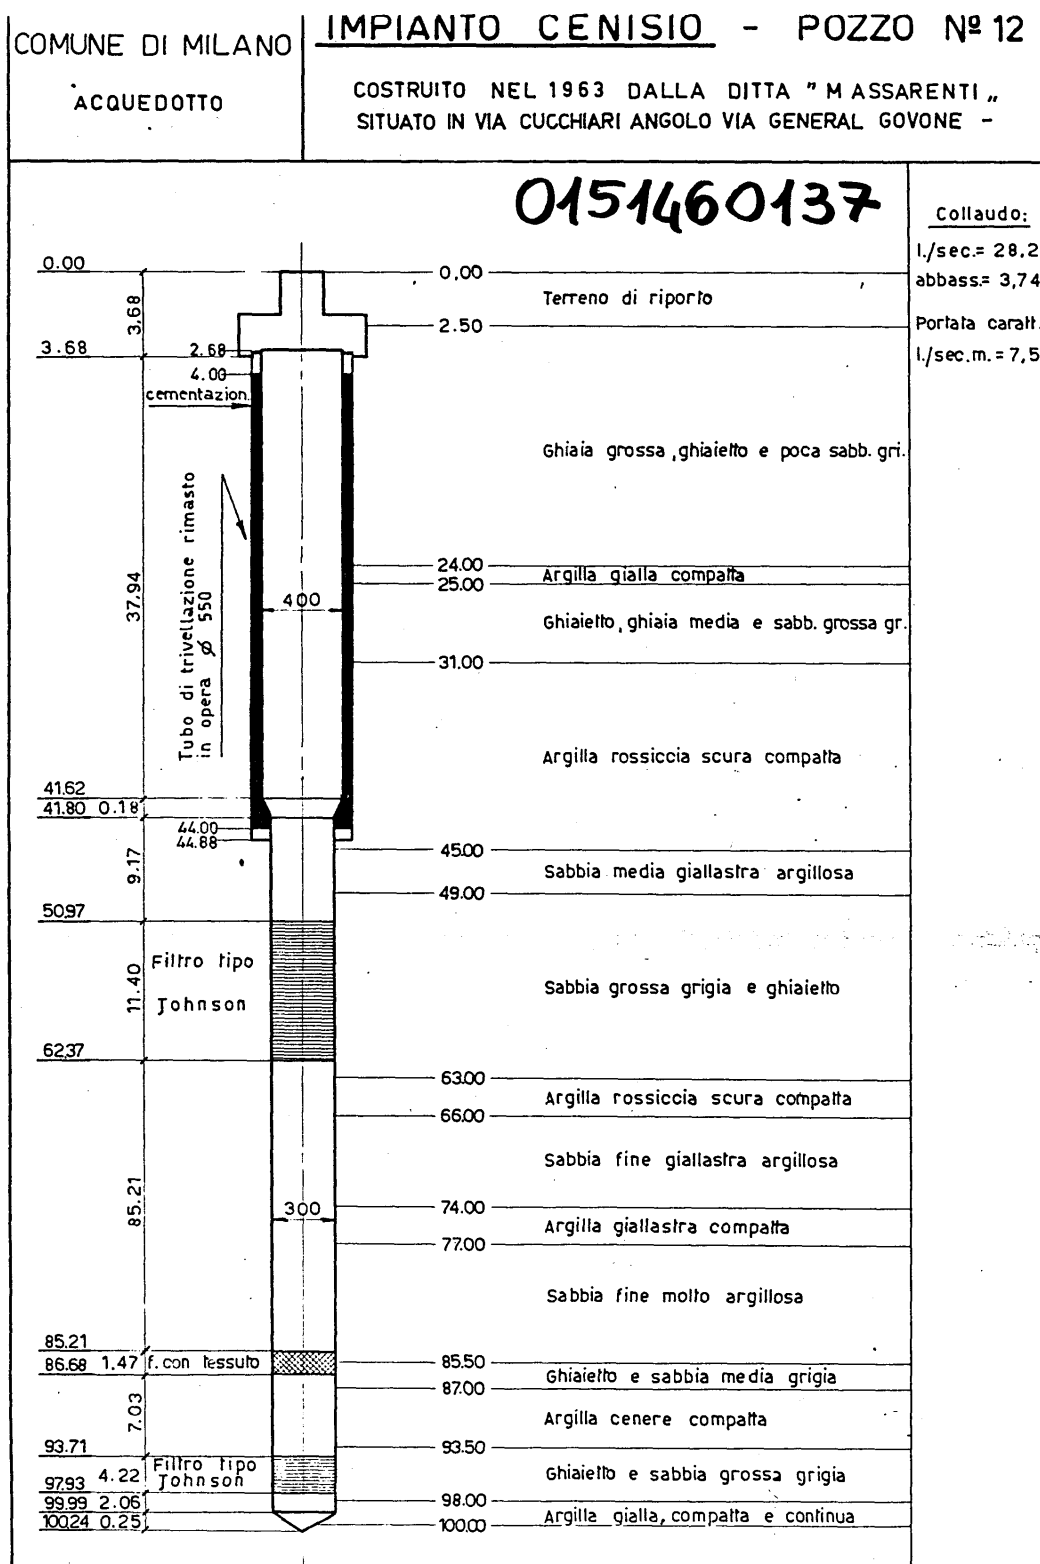 COMUNE DI MILANO
ACQUEDOTTO
IMPIANTO CENISIO - POZZO Nº 12
COSTRUITO NEL 1963 DALLA DITTA "MASSARENTI„
SITUATO IN VIA CUCCHIARI ANGOLO VIA GENERAL GOVONE -
0151460137
Collaudo:
l./sec.= 28,2
abbass.= 3,74
Portata caratt.
l./sec.m. = 7,5
0.00
3,68
3.68
2.68
4.00
cementazion.
Tubo di trivellazione rimasto
in opera Ø 550
37.94
400
41.62
41.80 0.18
44.00
44.88
9.17
50.97
Filtro tipo
Johnson
11.40
62.37
85.21
300
85.21
86.68 1,47 f. con tessuto
7.03
93.71
Filtro tipo
Johnson
97.93 4.22
99.99 2.06
100.24 0.25
0,00
Terreno di riporto
2.50
Ghiaia grossa, ghiaietto e poca sabb. gri.
24.00
Argilla gialla compatta
25.00
Ghiaietto, ghiaia media e sabb. grossa gr.
31.00
Argilla rossiccia scura compatta
45.00
Sabbia media giallastra argillosa
49.00
Sabbia grossa grigia e ghiaietto
63.00
Argilla rossiccia scura compatta
66.00
Sabbia fine giallastra argillosa
74.00
Argilla giallastra compatta
77.00
Sabbia fine molto argillosa
85.50
Ghiaietto e sabbia media grigia
87.00
Argilla cenere compatta
93.50
Ghiaietto e sabbia grossa grigia
98.00
Argilla gialla, compatta e continua
100.00